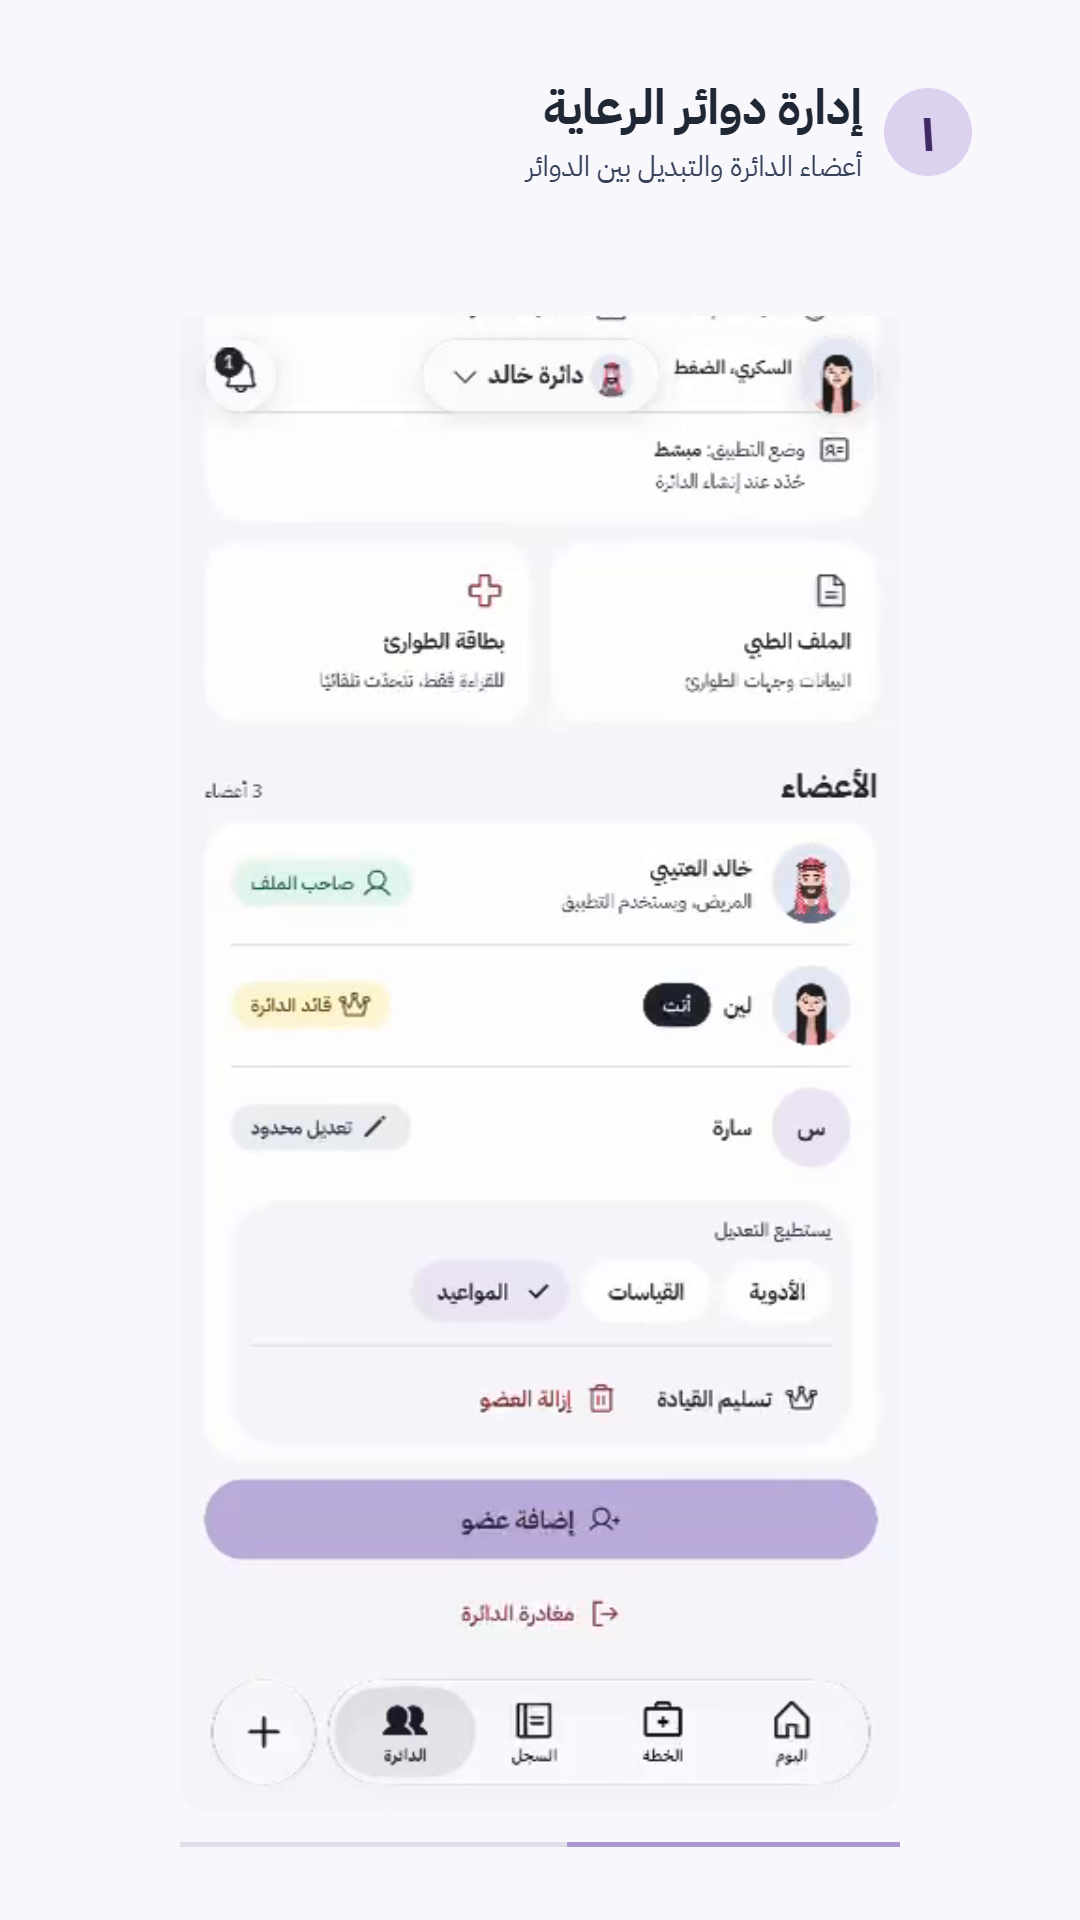 ١
إدارة دوائر الرعاية
أعضاء الدائرة والتبديل بين الدوائر
السكري، الضغط
دائرة خالد
1
وضع التطبيق: مبسّط
حُدّد عند إنشاء الدائرة
الملف الطبي
البيانات وجهات الطوارئ
بطاقة الطوارئ
للقراءة فقط، تتحدّث تلقائيًا
الأعضاء
3 أعضاء
خالد العتيبي
صاحب الملف
المريض، ويستخدم التطبيق
لين
أنت
قائد الدائرة
س
سارة
تعديل محدود
يستطيع التعديل
الأدوية
القياسات
المواعيد
تسليم القيادة
إزالة العضو
إضافة عضو
مغادرة الدائرة
اليوم
الخطة
السجل
الدائرة